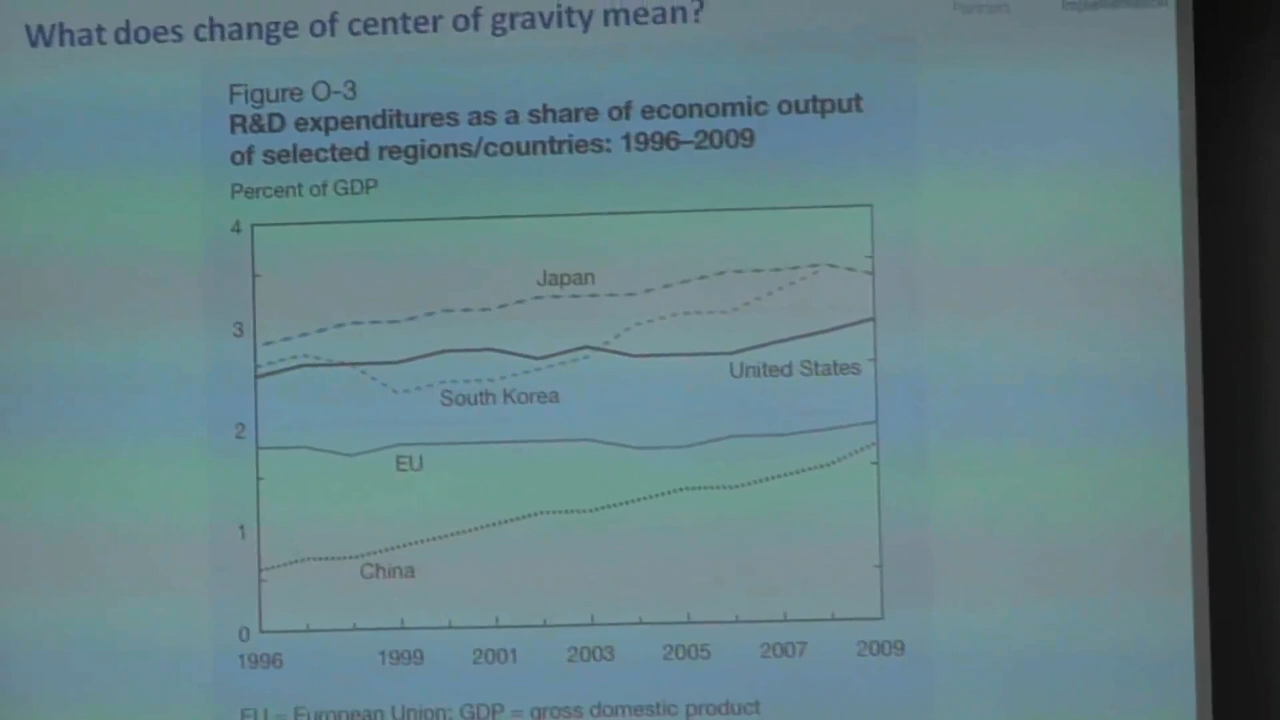 What does change of center of gravity mean?
Partners Implementation
Figure O-3
R&D expenditures as a share of economic output
of selected regions/countries: 1996–2009
Percent of GDP
4
Japan
3
United States
South Korea
2
EU
1
China
0
1996 1999 2001 2003 2005 2007 2009
EU = European Union; GDP = gross domestic product